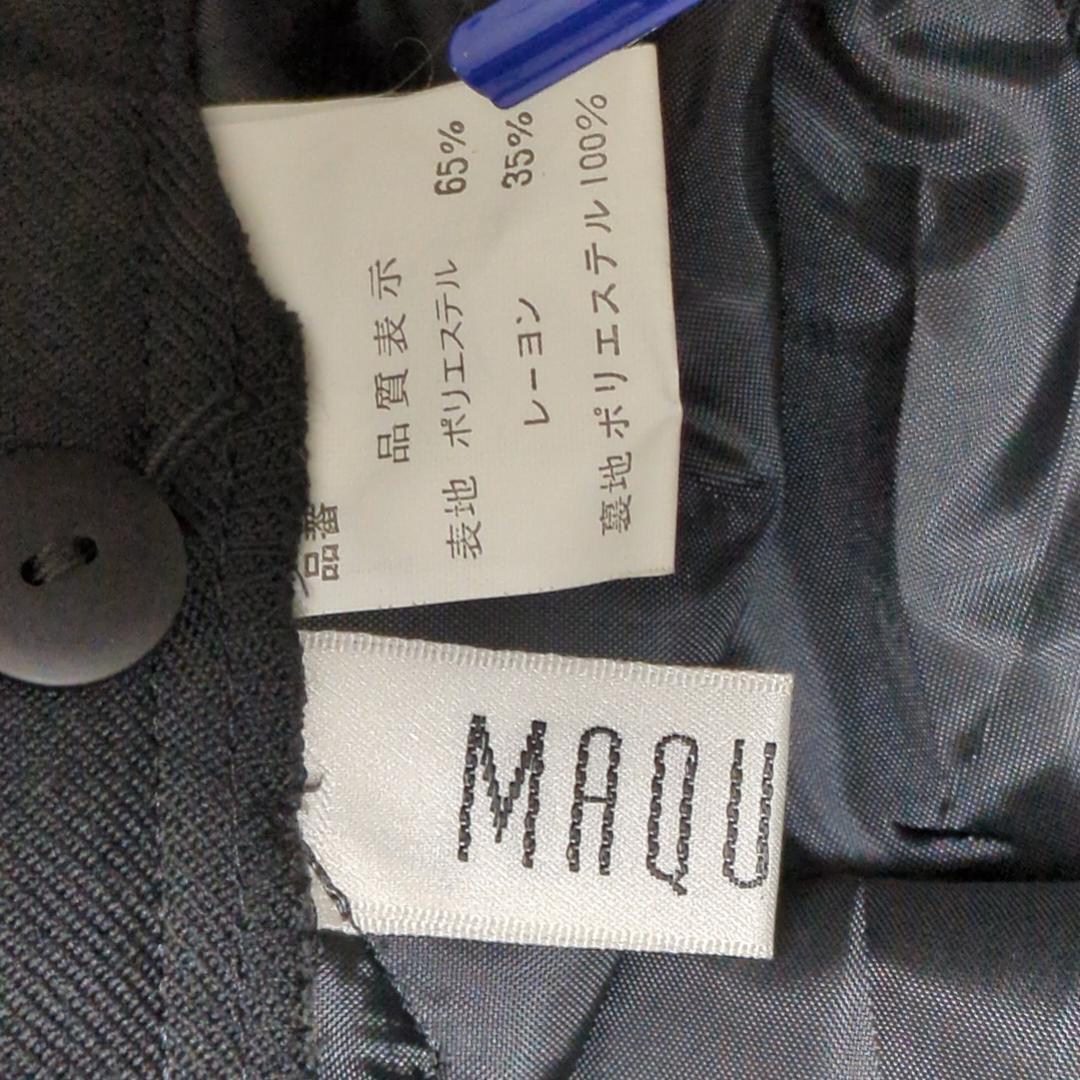 品番
品質表示
表地 ポリエステル 65%
レーヨン 35%
裏地 ポリエステル 100%
MAQU